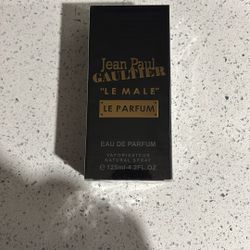 Jean Paul
GAULTIER
"LE MALE"
LE PARFUM
EAU DE PARFUM
VAPORISATEUR
NATURAL SPRAY
℮ 125ml-4.2FL.OZ